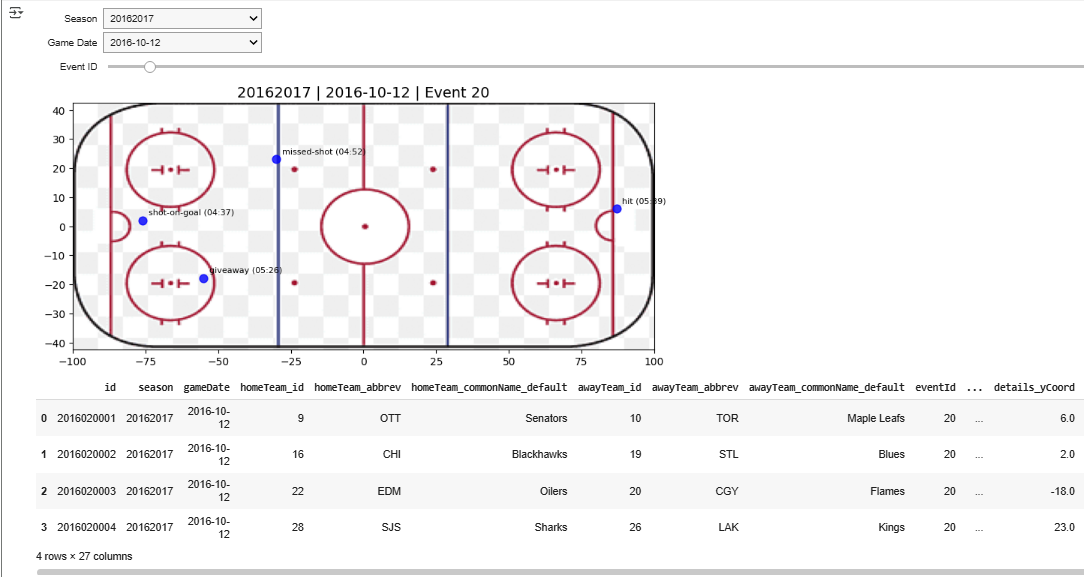 Season 20162017
Game Date 2016-10-12
Event ID
20162017 | 2016-10-12 | Event 20
40
30
20
10
0
−10
−20
−30
−40
missed-shot (04:52)
hit (05:39)
shot-on-goal (04:37)
giveaway (05:26)
−100 −75 −50 −25 0 25 50 75 100
id season gameDate homeTeam_id homeTeam_abbrev homeTeam_commonName_default awayTeam_id awayTeam_abbrev awayTeam_commonName_default eventId ... details_yCoord
0 2016020001 20162017 2016-10-12 9 OTT Senators 10 TOR Maple Leafs 20 ... 6.0
1 2016020002 20162017 2016-10-12 16 CHI Blackhawks 19 STL Blues 20 ... 2.0
2 2016020003 20162017 2016-10-12 22 EDM Oilers 20 CGY Flames 20 ... -18.0
3 2016020004 20162017 2016-10-12 28 SJS Sharks 26 LAK Kings 20 ... 23.0
4 rows × 27 columns